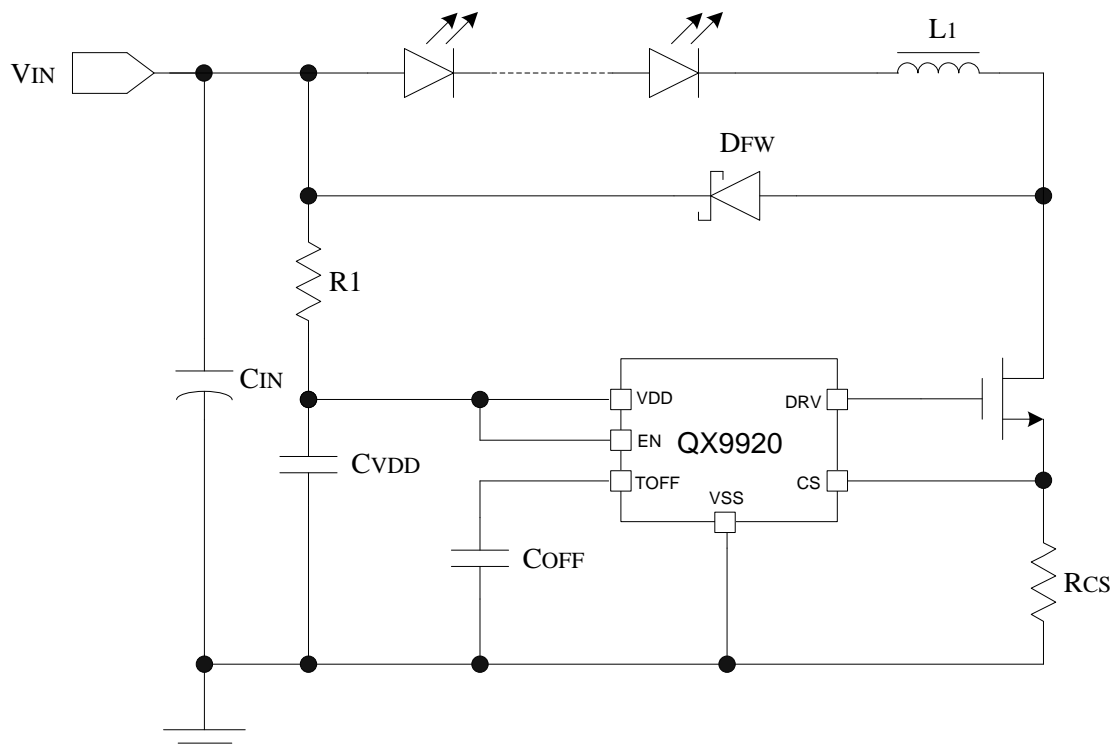 L1
VIN
DFW
R1
CIN
VDD
DRV
EN
QX9920
CVDD
TOFF
VSS
CS
COFF
RCS